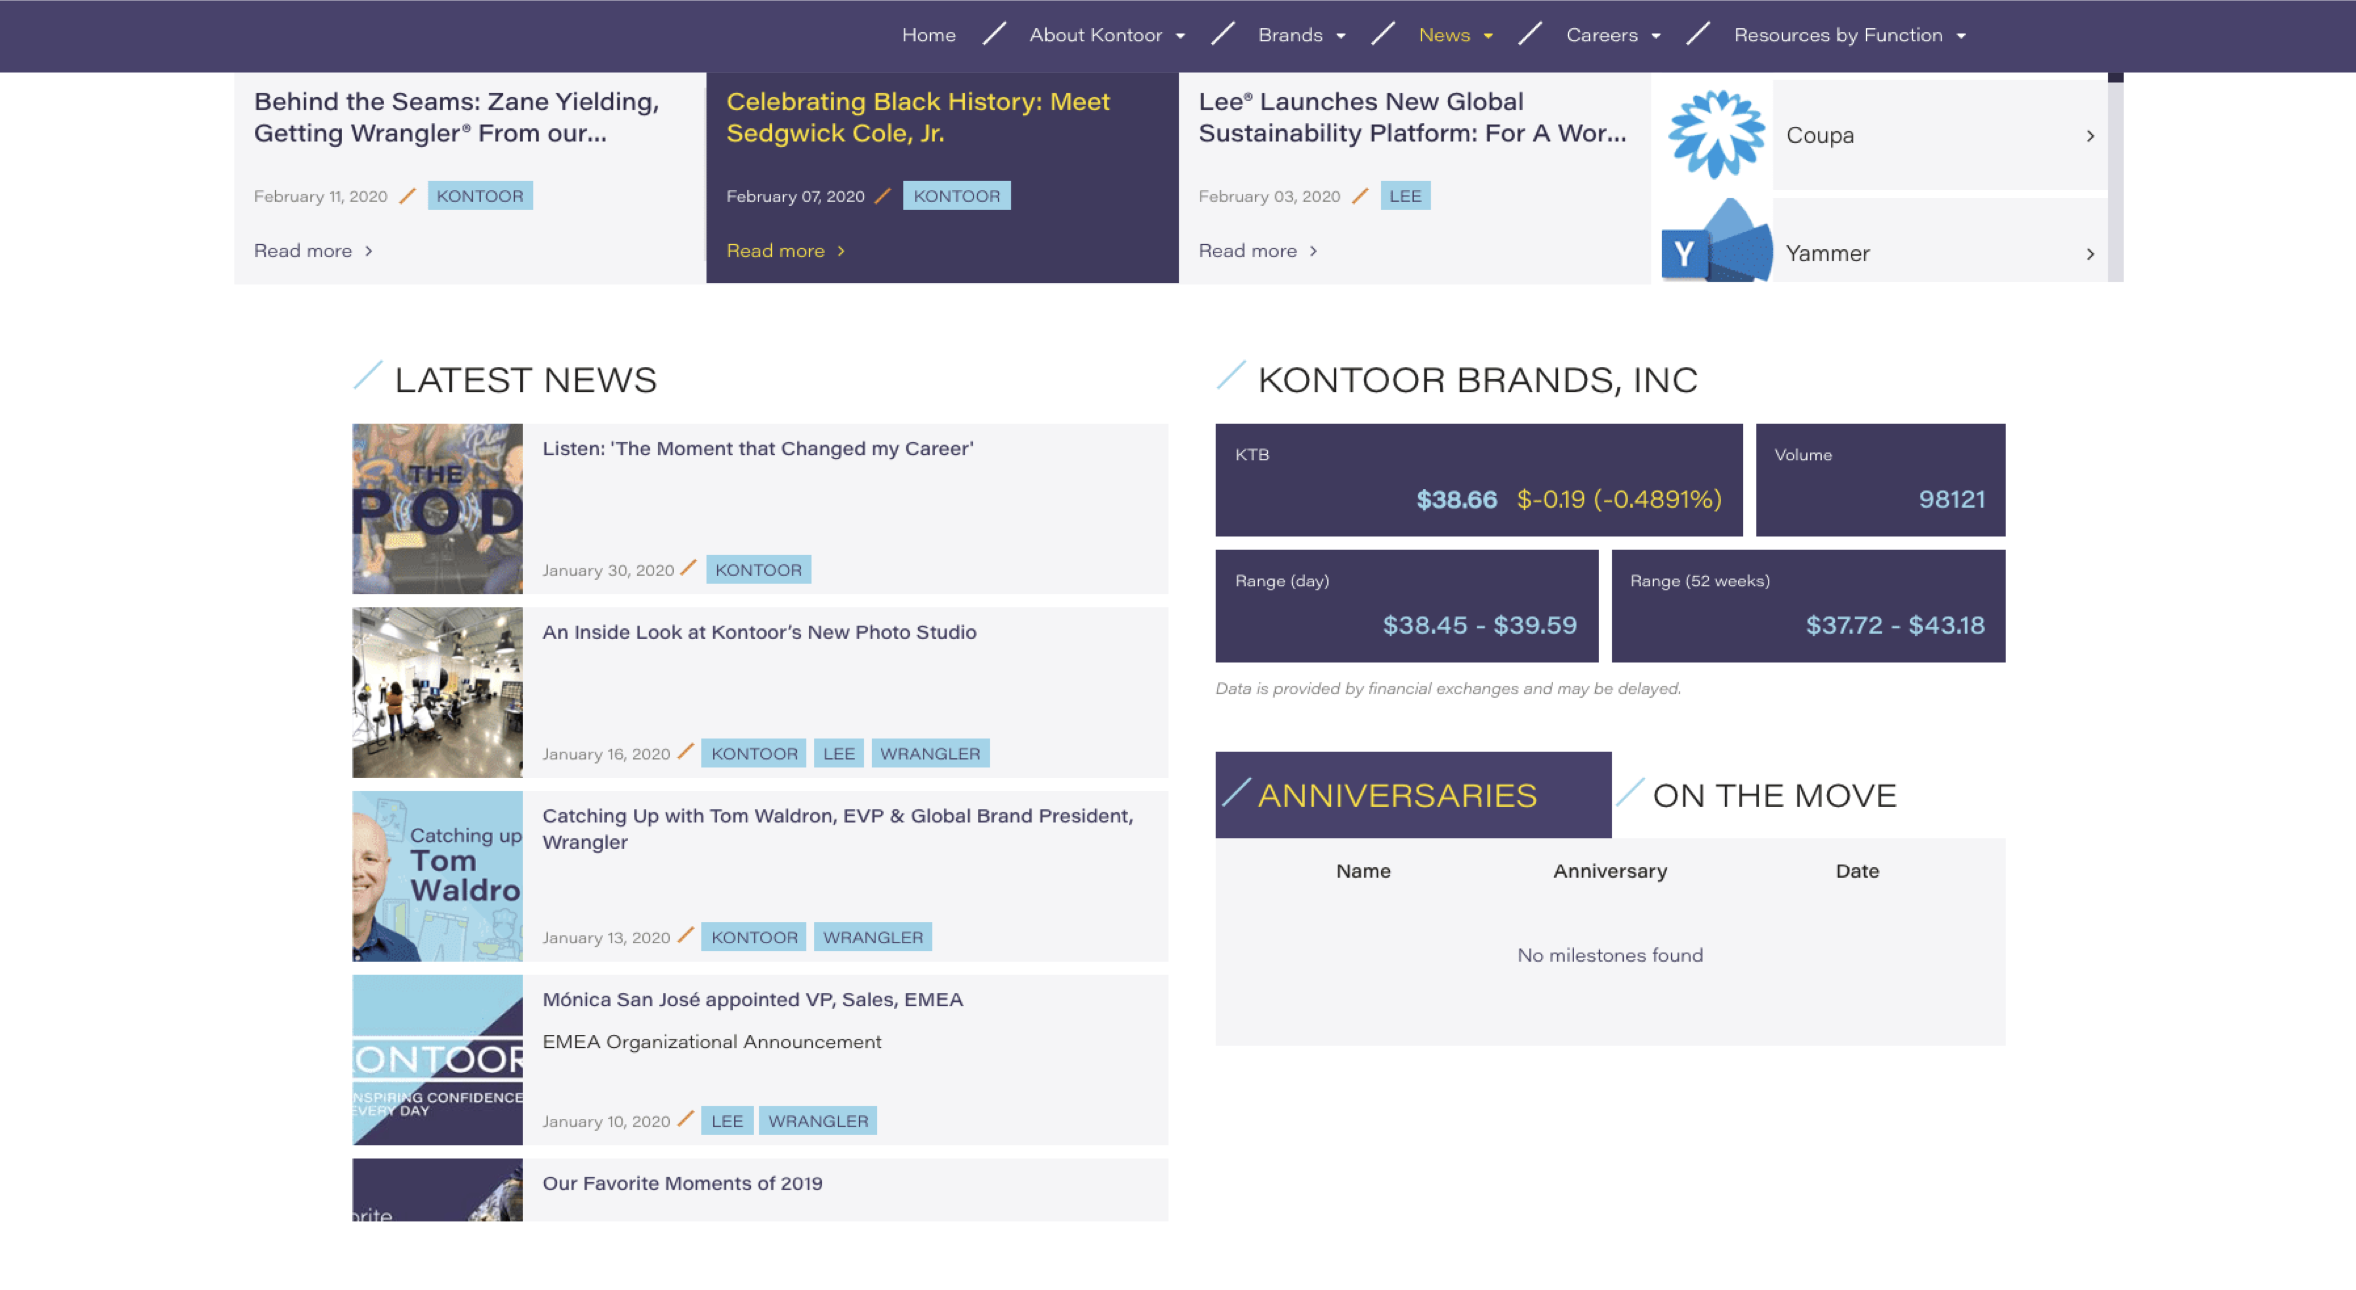 Home
About Kontoor
Brands
News
Careers
Resources by Function
Behind the Seams: Zane Yielding,
Getting Wrangler® From our...
February 11, 2020
KONTOOR
Read more
Celebrating Black History: Meet
Sedgwick Cole, Jr.
February 07, 2020
KONTOOR
Read more
Lee® Launches New Global
Sustainability Platform: For A Wor...
February 03, 2020
LEE
Read more
Coupa
Y
Yammer
LATEST NEWS
THE
POD
Play
Listen: 'The Moment that Changed my Career'
January 30, 2020
KONTOOR
An Inside Look at Kontoor’s New Photo Studio
January 16, 2020
KONTOOR LEE WRANGLER
Catching up
Tom
Waldro
Catching Up with Tom Waldron, EVP & Global Brand President,
Wrangler
January 13, 2020
KONTOOR WRANGLER
ONTOOR
NSPIRING CONFIDENCE
EVERY DAY
Mónica San José appointed VP, Sales, EMEA
EMEA Organizational Announcement
January 10, 2020
LEE WRANGLER
orite
Our Favorite Moments of 2019
KONTOOR BRANDS, INC
KTB
$38.66 $-0.19 (-0.4891%)
Volume
98121
Range (day)
$38.45 - $39.59
Range (52 weeks)
$37.72 - $43.18
Data is provided by financial exchanges and may be delayed.
ANNIVERSARIES
ON THE MOVE
Name Anniversary Date
No milestones found